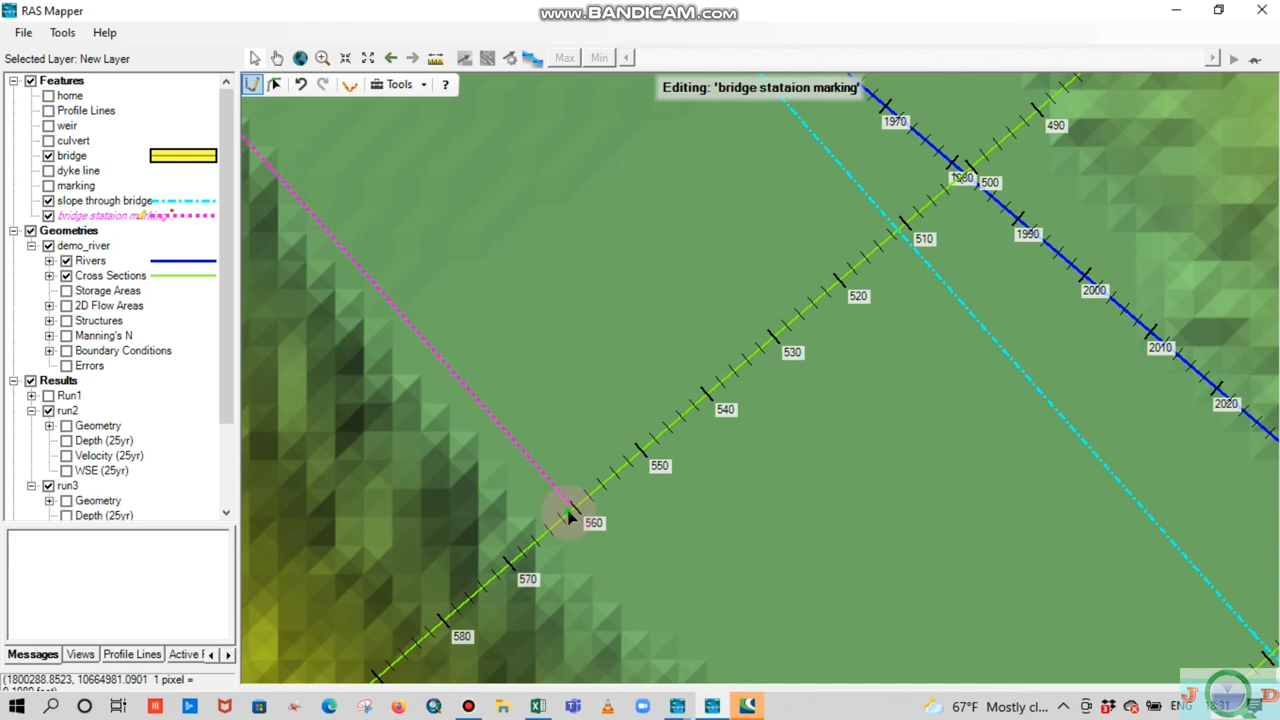 RAS Mapper
www.BANDICAM.com
File Tools Help
Selected Layer: New Layer
Max Min
Tools ?
Editing: 'bridge stataion marking'
Features
home
Profile Lines
weir
culvert
bridge
dyke line
marking
slope through bridge
bridge stataion marking
Geometries
demo_river
Rivers
Cross Sections
Storage Areas
2D Flow Areas
Structures
Manning's N
Boundary Conditions
Errors
Results
Run1
run2
Geometry
Depth (25yr)
Velocity (25yr)
WSE (25yr)
run3
Geometry
Depth (25yr)
1970
490
1980
500
1990
510
2000
520
2010
530
2020
540
550
560
570
580
Messages Views Profile Lines Active F
(1800288.8523, 10664981.0901 1 pixel =
67°F Mostly cl...
ENG
18:31
J D